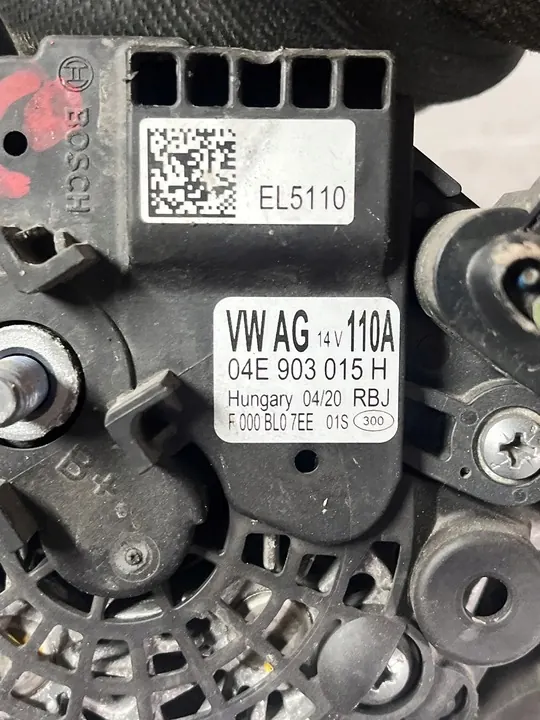 BOSCH
EL5110
VW AG 14 V 110A
04E 903 015 H
Hungary 04/20 RBJ
F 000 BL0 7EE 01S 300
B+